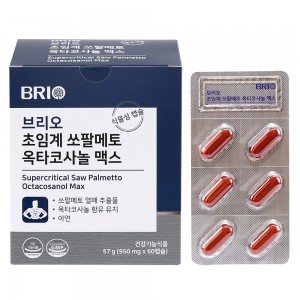 BRIO
식물성 캡슐
브리오
초임계 쏘팔메토
옥타코사놀 맥스
Supercritical Saw Palmetto
Octacosanol Max
• 쏘팔메토 열매 추출물
• 옥타코사놀 함유 유지
• 아연
건강기능식품
GMP
57 g (950 mg x 60캡슐)
BRIO
브리오
초임계 쏘팔메토
옥타코사놀 맥스